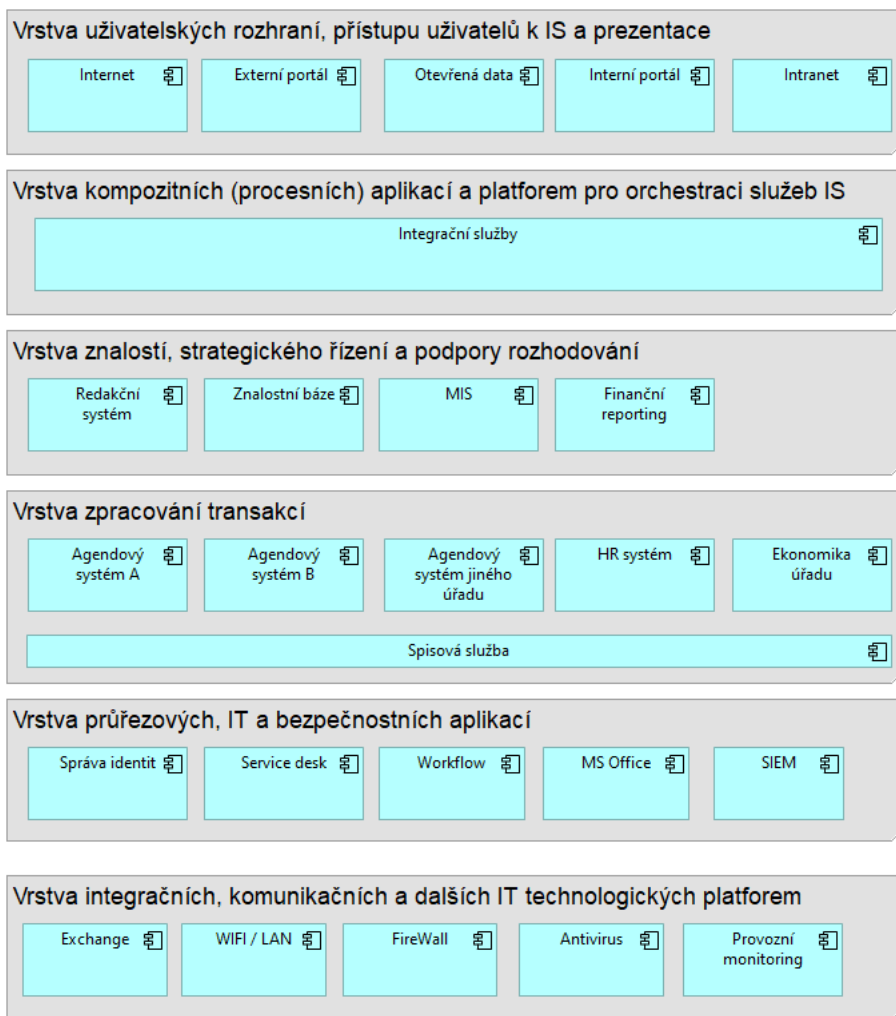 Vrstva uživatelských rozhraní, přístupu uživatelů k IS a prezentace
Internet
Externí portál
Otevřená data
Interní portál
Intranet
Vrstva kompozitních (procesních) aplikací a platforem pro orchestraci služeb IS
Integrační služby
Vrstva znalostí, strategického řízení a podpory rozhodování
Redakční
systém
Znalostní báze
MIS
Finanční
reporting
Vrstva zpracování transakcí
Agendový
systém A
Agendový
systém B
Agendový
systém jiného
úřadu
HR systém
Ekonomika
úřadu
Spisová služba
Vrstva průřezových, IT a bezpečnostních aplikací
Správa identit
Service desk
Workflow
MS Office
SIEM
Vrstva integračních, komunikačních a dalších IT technologických platforem
Exchange
WIFI / LAN
FireWall
Antivirus
Provozní
monitoring